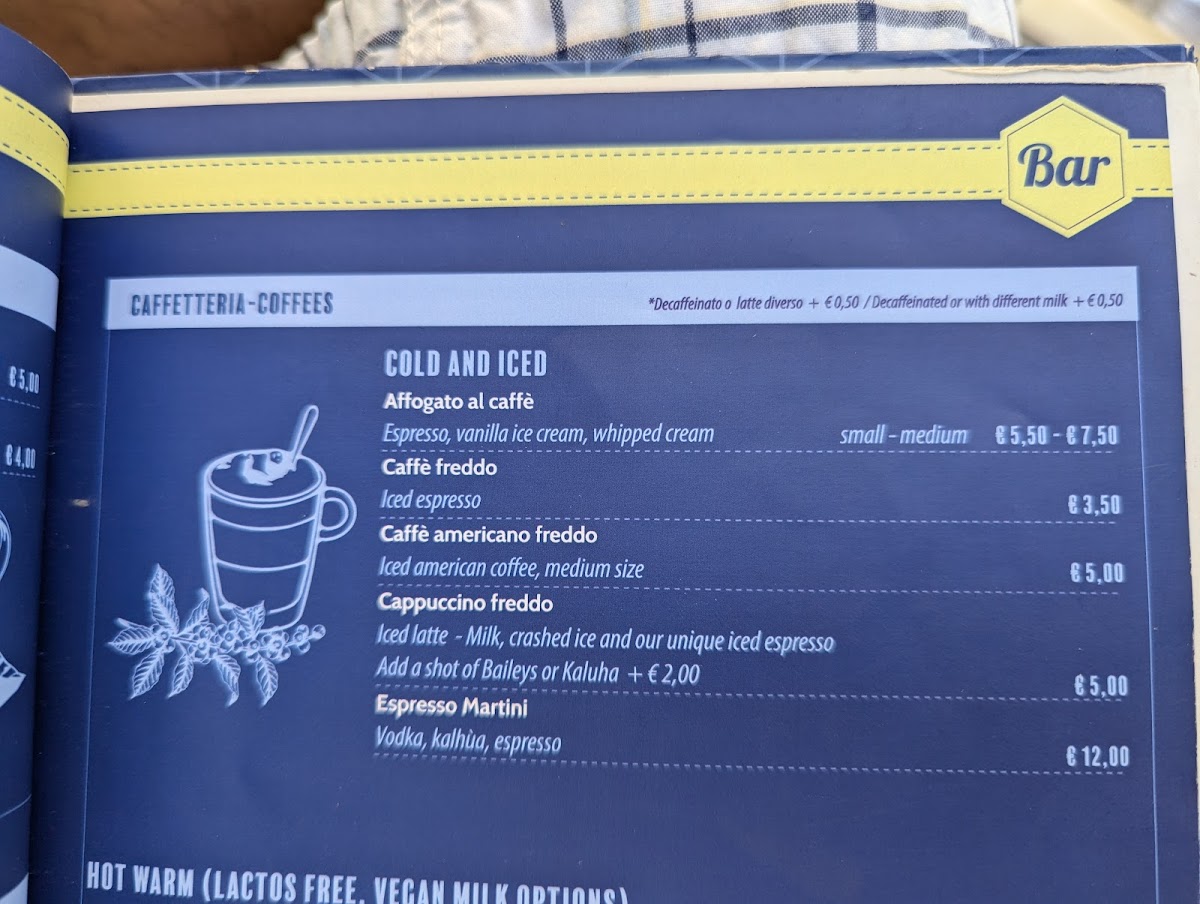 Bar
CAFFETTERIA-COFFEES
*Decaffeinato o latte diverso + €0,50 / Decaffeinated or with different milk + €0,50
COLD AND ICED
Affogato al caffè
Espresso, vanilla ice cream, whipped cream small - medium € 5,50 - € 7,50
Caffè freddo
Iced espresso € 3,50
Caffè americano freddo
Iced american coffee, medium size € 5,00
Cappuccino freddo
Iced latte - Milk, crashed ice and our unique iced espresso
Add a shot of Baileys or Kaluha + € 2,00 € 5,00
Espresso Martini
Vodka, kalhùa, espresso € 12,00
HOT WARM (LACTOS FREE, VEGAN MILK OPTIONS)
€ 5,00
€ 4,00